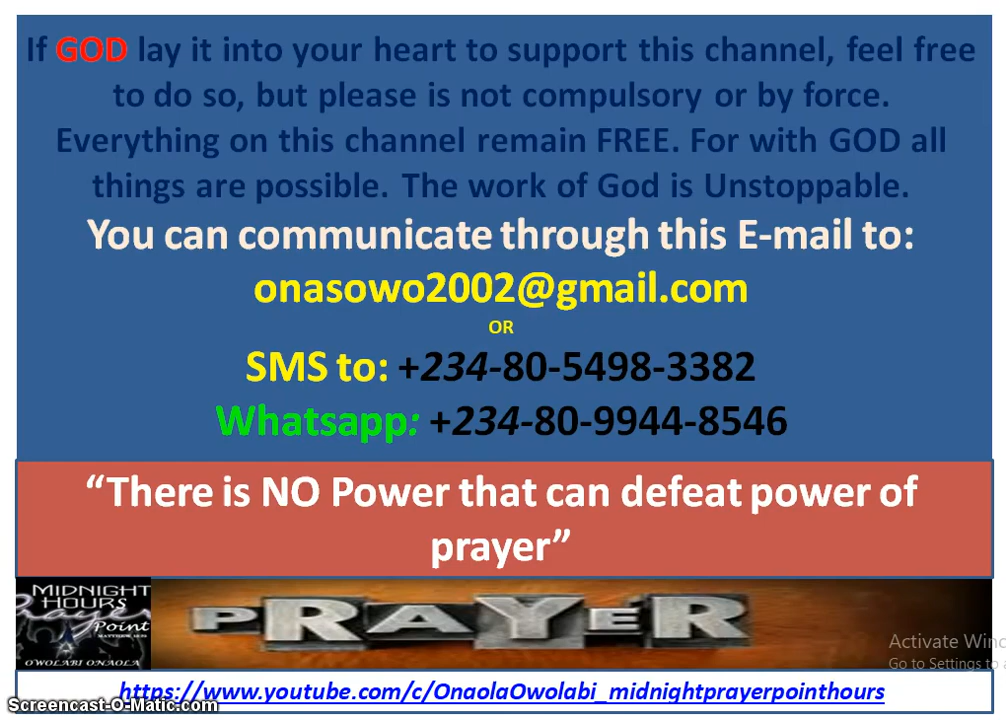 If GOD lay it into your heart to support this channel, feel free
to do so, but please is not compulsory or by force.
Everything on this channel remain FREE. For with GOD all
things are possible. The work of God is Unstoppable.
You can communicate through this E-mail to:
onasowo2002@gmail.com
OR
SMS to: +234-80-5498-3382
Whatsapp: +234-80-9944-8546
“There is NO Power that can defeat power of
prayer”
MIDNIGHT
HOURS
Prayer
Point
OWOLABI ONAOLA
PRAYER
Activate Winc
Go to Settings to a
https://www.youtube.com/c/OnaolaOwolabi_midnightprayerpointhours
Screencast-O-Matic.com